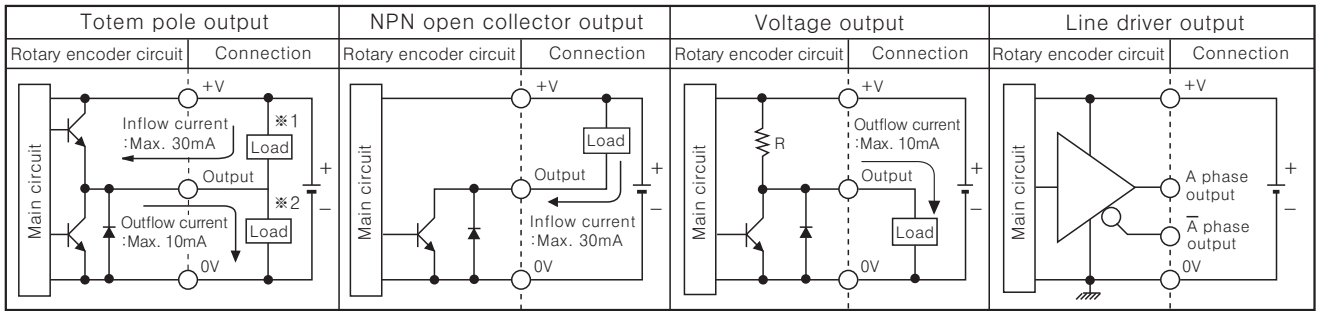 Totem pole output
Rotary encoder circuit
Connection
Main circuit
+V
Inflow current
:Max. 30mA
※1
Load
Output
※2
Outflow current
:Max. 10mA
Load
0V
+
−
NPN open collector output
Rotary encoder circuit
Connection
Main circuit
+V
Load
Output
Inflow current
:Max. 30mA
0V
+
−
Voltage output
Rotary encoder circuit
Connection
Main circuit
+V
R
Outflow current
:Max. 10mA
Output
Load
0V
+
−
Line driver output
Rotary encoder circuit
Connection
Main circuit
+V
A phase
output
A̅ phase
output
0V
+
−